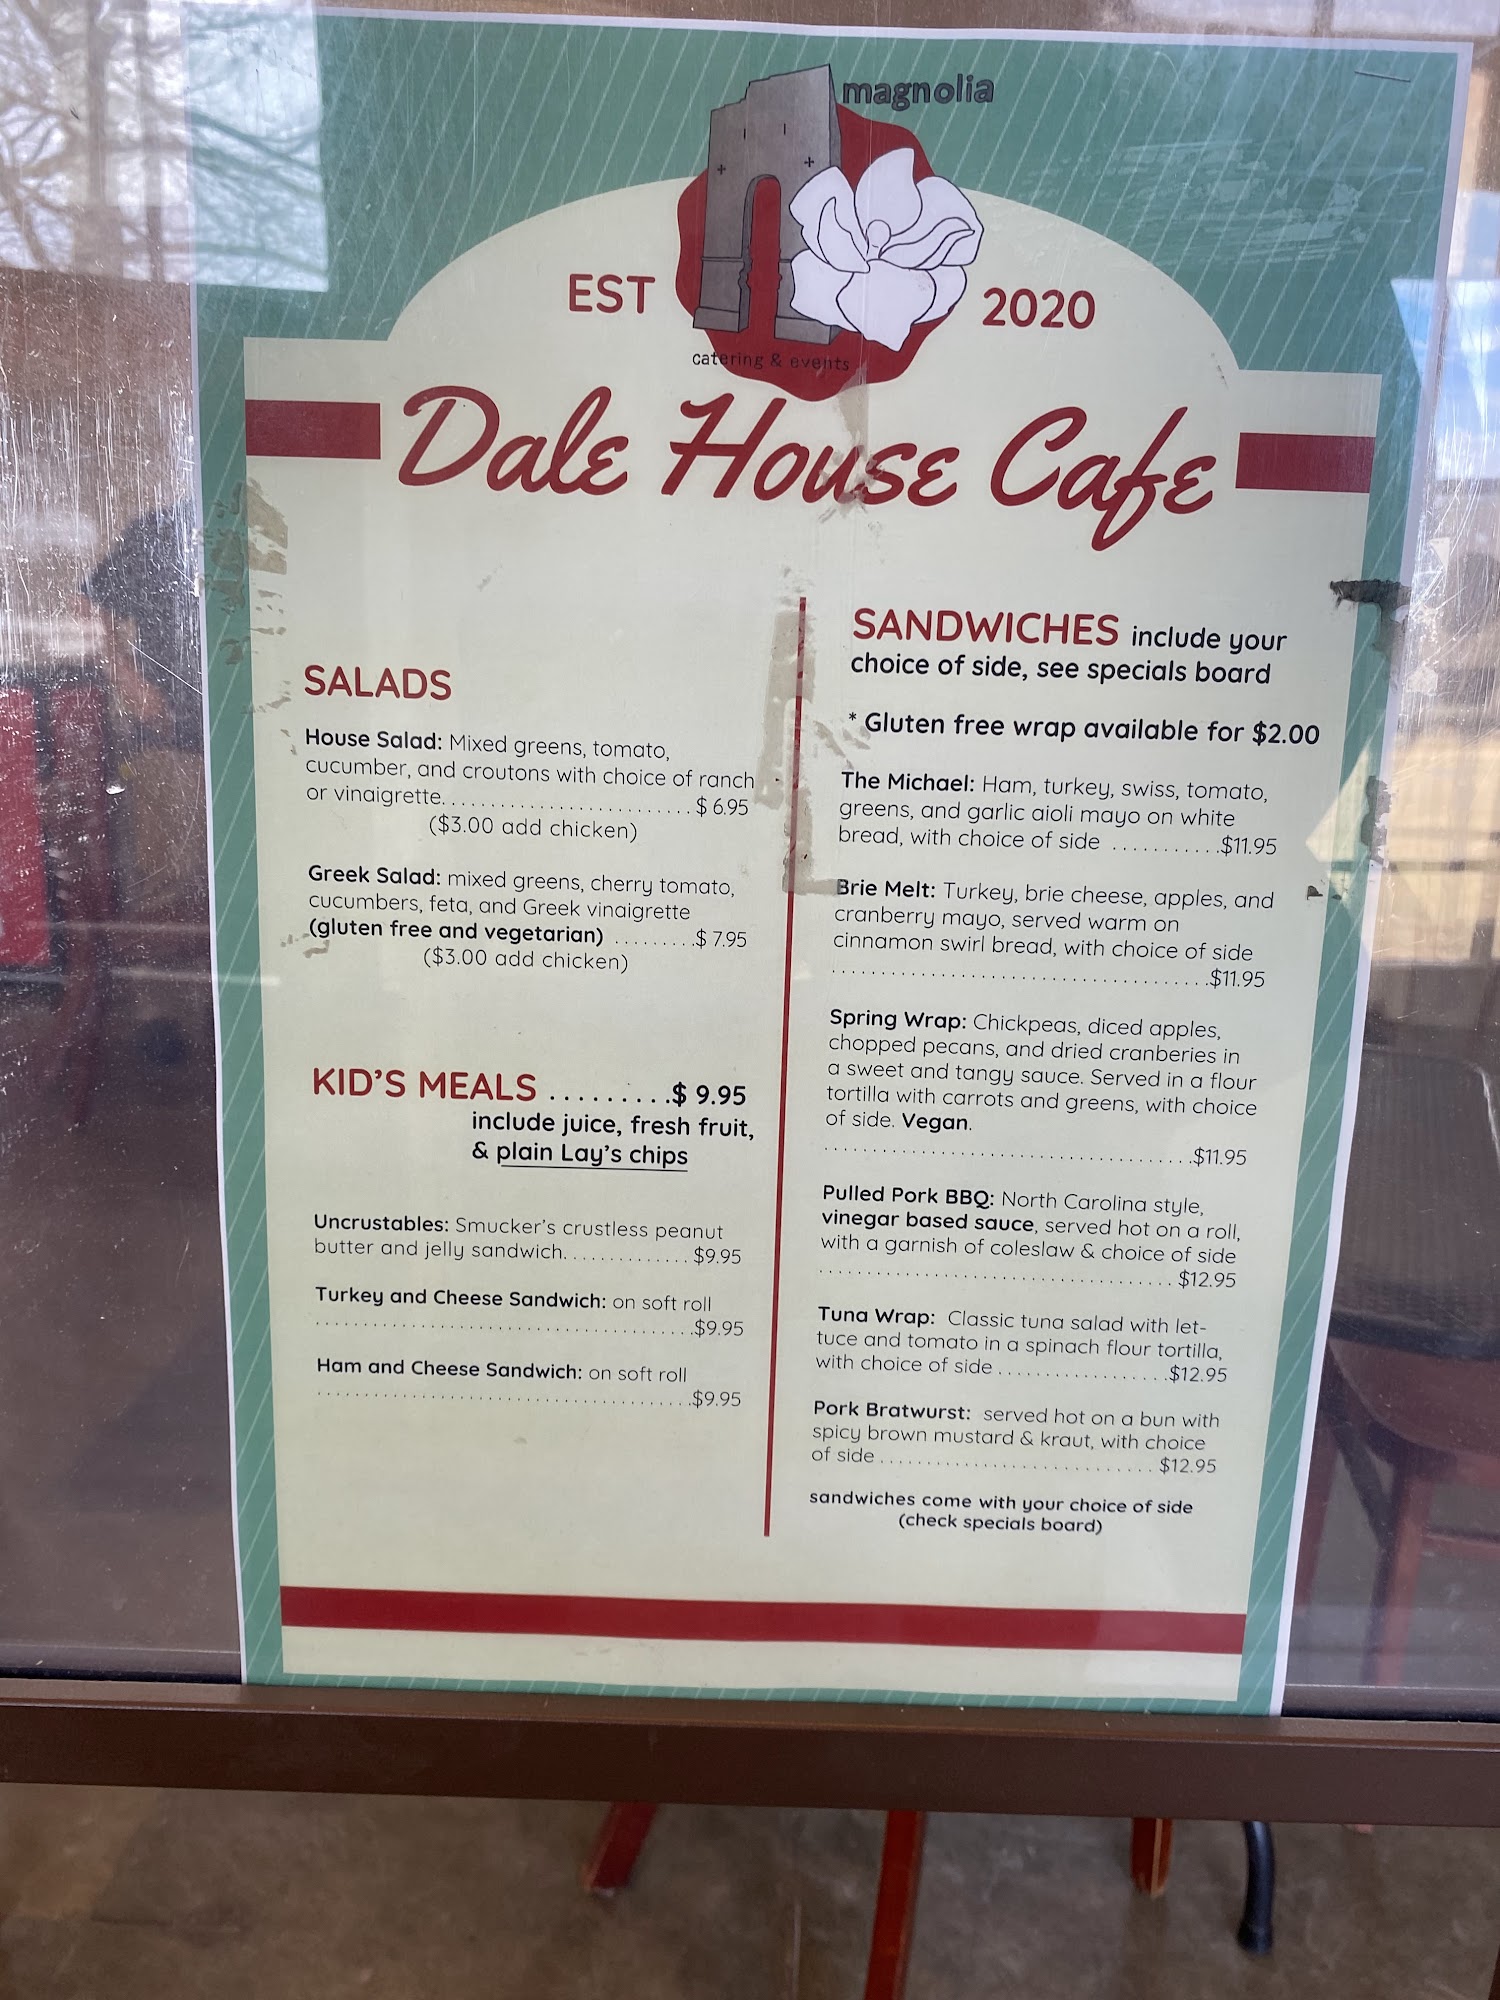 magnolia
EST 2020
catering & events
Dale House Cafe
SALADS
House Salad: Mixed greens, tomato,
cucumber, and croutons with choice of ranch
or vinaigrette..........................$ 6.95
($3.00 add chicken)
Greek Salad: mixed greens, cherry tomato,
cucumbers, feta, and Greek vinaigrette
(gluten free and vegetarian) .........$ 7.95
($3.00 add chicken)
KID'S MEALS .........$ 9.95
include juice, fresh fruit,
& plain Lay's chips
Uncrustables: Smucker's crustless peanut
butter and jelly sandwich.............$9.95
Turkey and Cheese Sandwich: on soft roll
........................................$9.95
Ham and Cheese Sandwich: on soft roll
........................................$9.95
SANDWICHES include your
choice of side, see specials board
* Gluten free wrap available for $2.00
The Michael: Ham, turkey, swiss, tomato,
greens, and garlic aioli mayo on white
bread, with choice of side ...........$11.95
Brie Melt: Turkey, brie cheese, apples, and
cranberry mayo, served warm on
cinnamon swirl bread, with choice of side
.......................................$11.95
Spring Wrap: Chickpeas, diced apples,
chopped pecans, and dried cranberies in
a sweet and tangy sauce. Served in a flour
tortilla with carrots and greens, with choice
of side. Vegan.
.......................................$11.95
Pulled Pork BBQ: North Carolina style,
vinegar based sauce, served hot on a roll,
with a garnish of coleslaw & choice of side
......................................$12.95
Tuna Wrap: Classic tuna salad with let-
tuce and tomato in a spinach flour tortilla,
with choice of side ..................$12.95
Pork Bratwurst: served hot on a bun with
spicy brown mustard & kraut, with choice
of side .............................$12.95
sandwiches come with your choice of side
(check specials board)